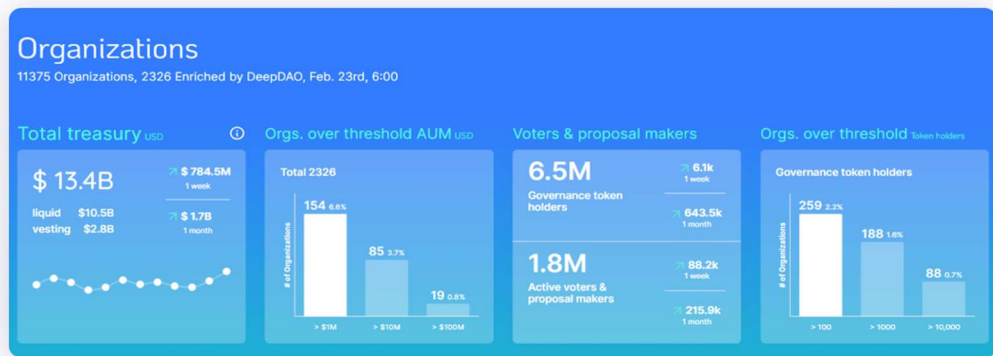 Organizations
11375 Organizations, 2326 Enriched by DeepDAO, Feb. 23rd, 6:00
Total treasury USD
$ 13.4B
liquid $10.5B
vesting $2.8B
$ 784.5M
1 week
$ 1.7B
1 month
Orgs. over threshold AUM USD
Total 2326
# of Organizations
154 6.6%
85 3.7%
19 0.8%
> $1M > $10M > $100M
Voters & proposal makers
6.5M
Governance token
holders
6.1k
1 week
643.5k
1 month
1.8M
Active voters &
proposal makers
88.2k
1 week
215.9k
1 month
Orgs. over threshold Token holders
Governance token holders
# of Organizations
259 2.2%
188 1.6%
88 0.7%
> 100 > 1000 > 10,000